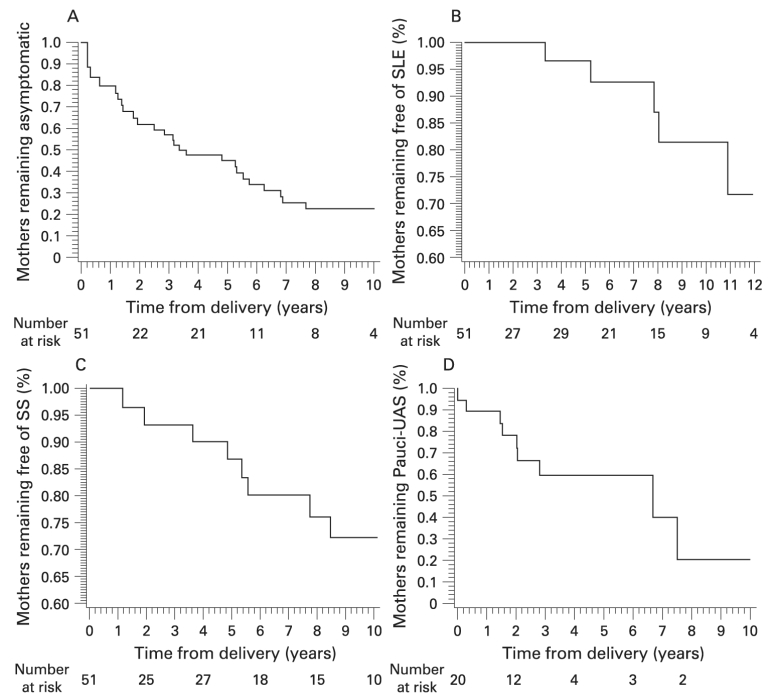 A
Mothers remaining asymptomatic
1.0
0.9
0.8
0.7
0.6
0.5
0.4
0.3
0.2
0.1
0
0 1 2 3 4 5 6 7 8 9 10
Time from delivery (years)
Number at risk
51 22 21 11 8 4
B
Mothers remaining free of SLE (%)
1.00
0.95
0.90
0.85
0.80
0.75
0.70
0.65
0.60
0 1 2 3 4 5 6 7 8 9 10 11 12
Time from delivery (years)
Number at risk
51 27 29 21 15 9 4
C
Mothers remaining free of SS (%)
1.00
0.95
0.90
0.85
0.80
0.75
0.70
0.65
0.60
0 1 2 3 4 5 6 7 8 9 10
Time from delivery (years)
Number at risk
51 25 27 18 15 10
D
Mothers remaining Pauci-UAS (%)
1.0
0.9
0.8
0.7
0.6
0.5
0.4
0.3
0.2
0.1
0
0 1 2 3 4 5 6 7 8 9 10
Time from delivery (years)
Number at risk
20 12 4 3 2